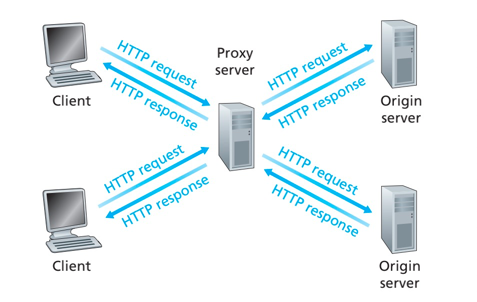 HTTP request
HTTP response
Client
Proxy
server
HTTP request
HTTP response
Origin
server
HTTP request
HTTP response
Client
HTTP request
HTTP response
Origin
server